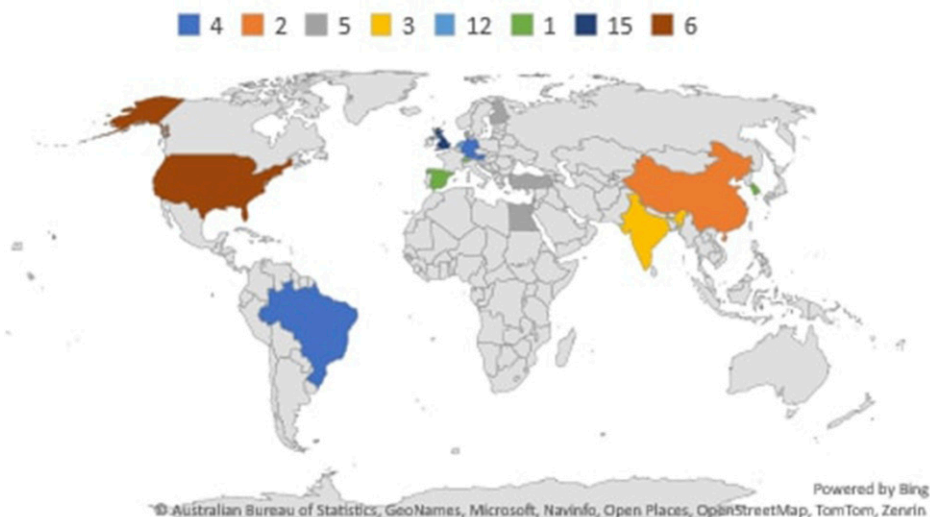 4 2 5 3 12 1 15 6
Powered by Bing
© Australian Bureau of Statistics, GeoNames, Microsoft, Navinfo, Open Places, OpenStreetMap, TomTom, Zenrin